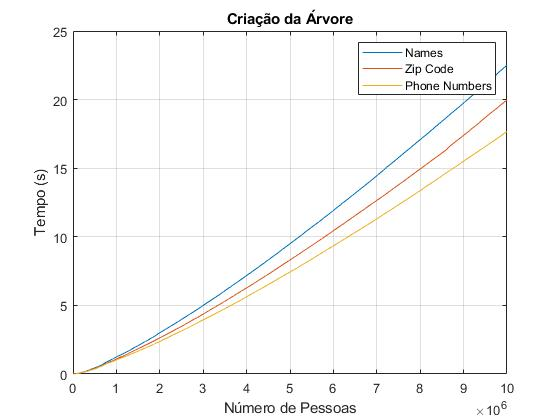 Criação da Árvore
25
20
15
10
5
0
Tempo (s)
Names
Zip Code
Phone Numbers
0 1 2 3 4 5 6 7 8 9 10
Número de Pessoas
×10⁶